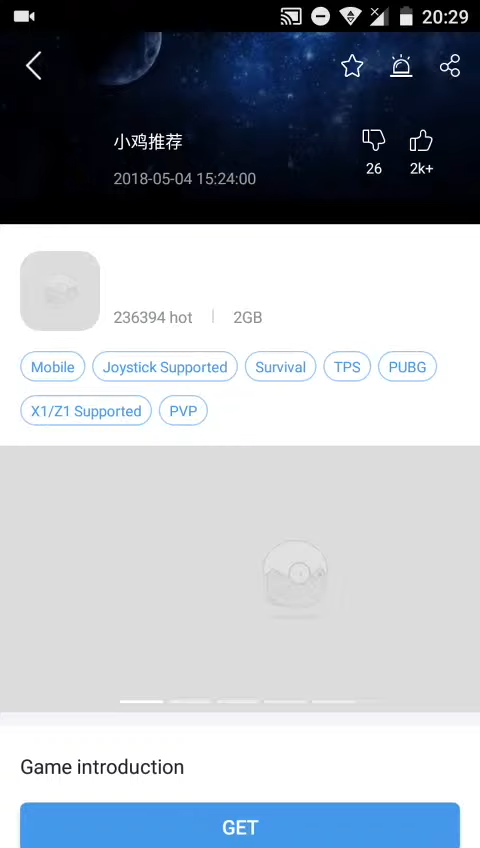 20:29
小鸡推荐
2018-05-04 15:24:00
26
2k+
236394 hot
2GB
Mobile
Joystick Supported
Survival
TPS
PUBG
X1/Z1 Supported
PVP
Game introduction
GET